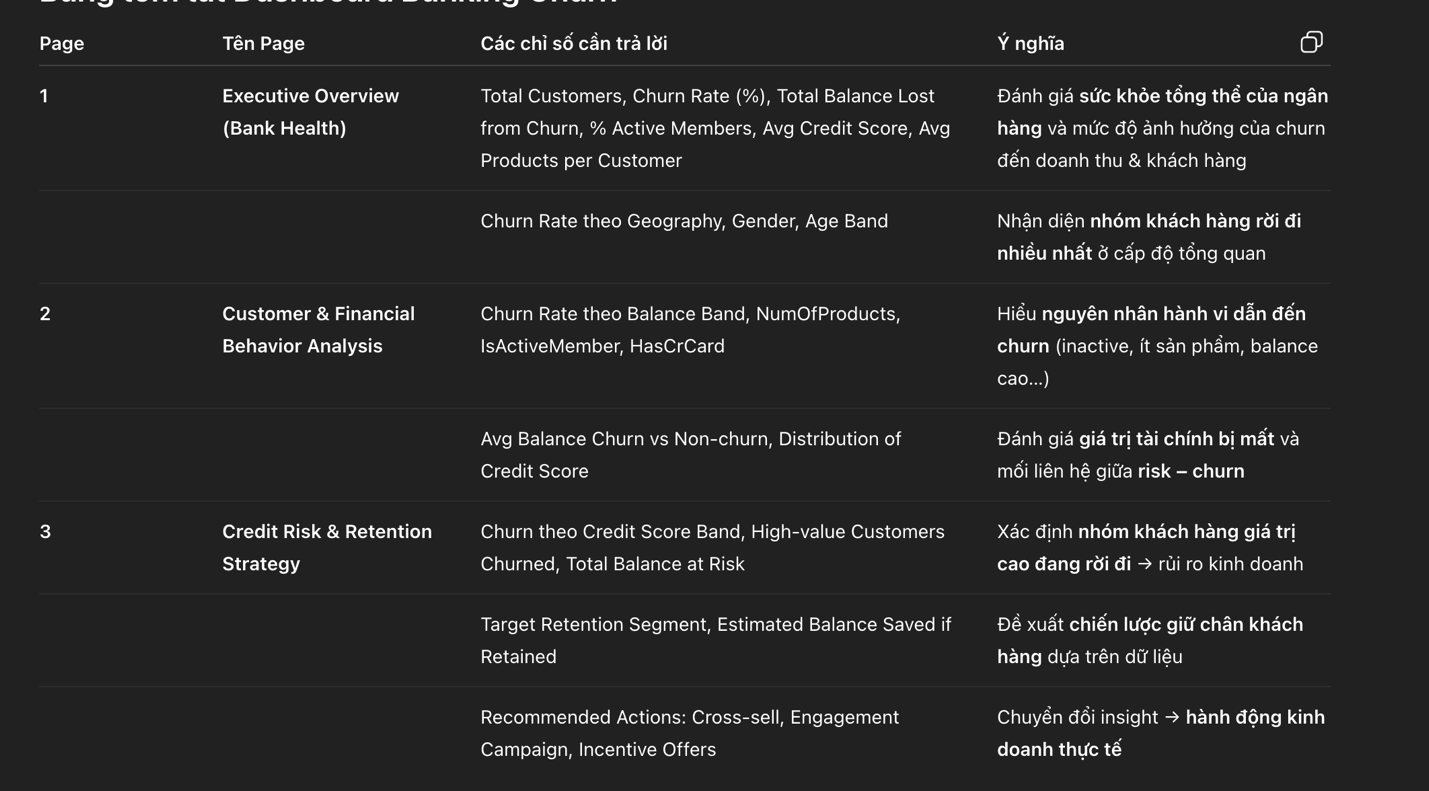 Bảng tóm tắt Dashboard Banking Churn
Page Tên Page Các chỉ số cần trả lời Ý nghĩa
1 Executive Overview Total Customers, Churn Rate (%), Total Balance Lost Đánh giá sức khỏe tổng thể của ngân
(Bank Health) from Churn, % Active Members, Avg Credit Score, Avg hàng và mức độ ảnh hưởng của churn
Products per Customer đến doanh thu & khách hàng
Churn Rate theo Geography, Gender, Age Band Nhận diện nhóm khách hàng rời đi
nhiều nhất ở cấp độ tổng quan
2 Customer & Financial Churn Rate theo Balance Band, NumOfProducts, Hiểu nguyên nhân hành vi dẫn đến
Behavior Analysis IsActiveMember, HasCrCard churn (inactive, ít sản phẩm, balance
cao...)
Avg Balance Churn vs Non-churn, Distribution of Đánh giá giá trị tài chính bị mất và
Credit Score mối liên hệ giữa risk – churn
3 Credit Risk & Retention Churn theo Credit Score Band, High-value Customers Xác định nhóm khách hàng giá trị
Strategy Churned, Total Balance at Risk cao đang rời đi → rủi ro kinh doanh
Target Retention Segment, Estimated Balance Saved if Đề xuất chiến lược giữ chân khách
Retained hàng dựa trên dữ liệu
Recommended Actions: Cross-sell, Engagement Chuyển đổi insight → hành động kinh
Campaign, Incentive Offers doanh thực tế